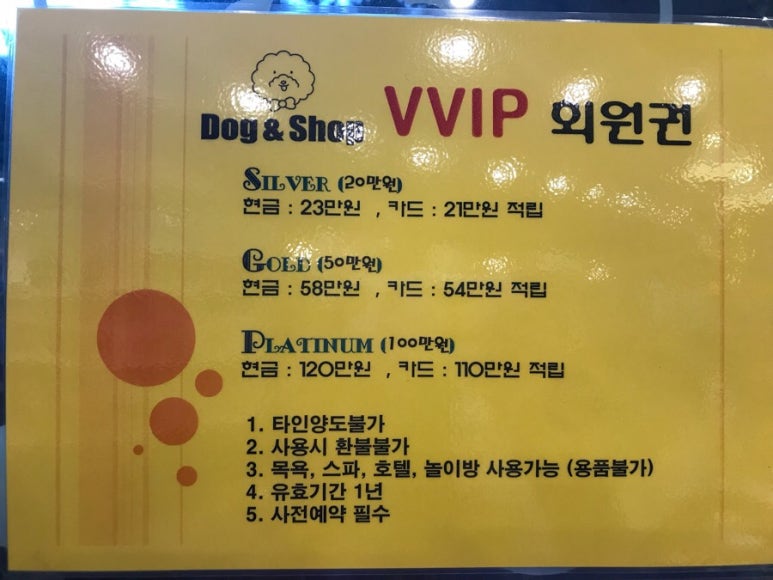 Dog & Shop VVIP 회원권
SILVER (20만원)
현금 : 23만원 , 카드 : 21만원 적립
GOLD (50만원)
현금 : 58만원 , 카드 : 54만원 적립
PLATINUM (100만원)
현금 : 120만원 , 카드 : 110만원 적립
1. 타인양도불가
2. 사용시 환불불가
3. 목욕, 스파, 호텔, 놀이방 사용가능 (용품불가)
4. 유효기간 1년
5. 사전예약 필수